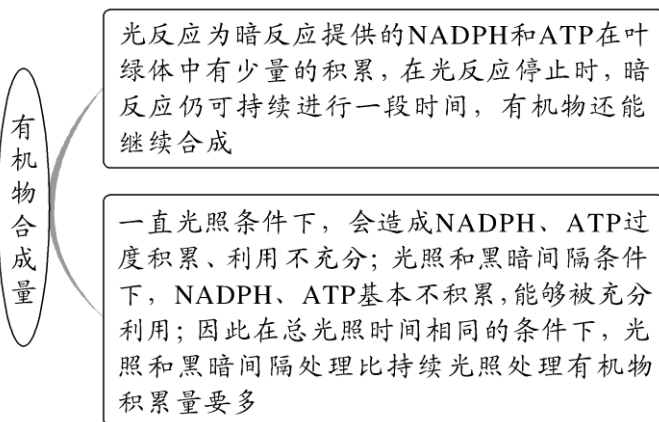 有机物合成量
光反应为暗反应提供的NADPH和ATP在叶
绿体中有少量的积累，在光反应停止时，暗
反应仍可持续进行一段时间，有机物还能
继续合成
一直光照条件下，会造成NADPH、ATP过
度积累、利用不充分；光照和黑暗间隔条件
下，NADPH、ATP基本不积累，能够被充分
利用；因此在总光照时间相同的条件下，光
照和黑暗间隔处理比持续光照处理有机物
积累量要多